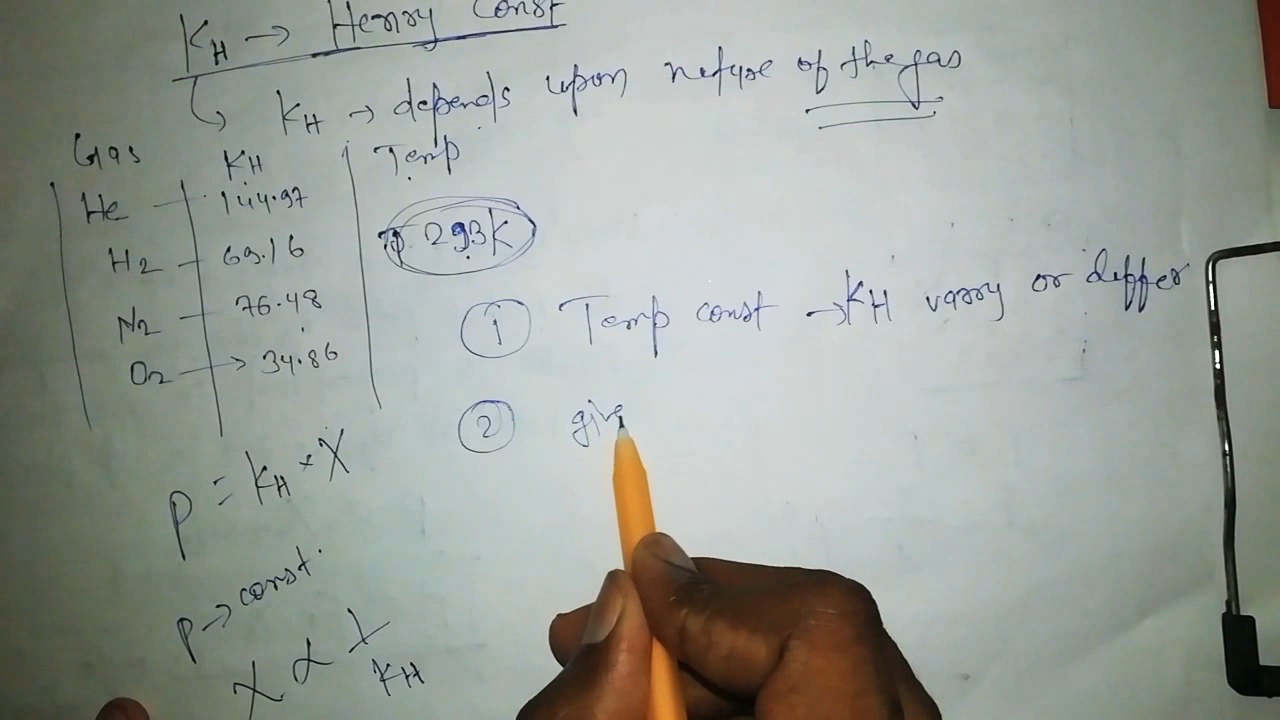 KH → Henry Const
KH → depends upon neture of the gas
Gas KH Temp
He 144.97
H2 69.16 293K
N2 76.48
O2 → 34.86
① Temp const → KH varry or differ
② give
P = KH * X
P → const.
X α 1/KH